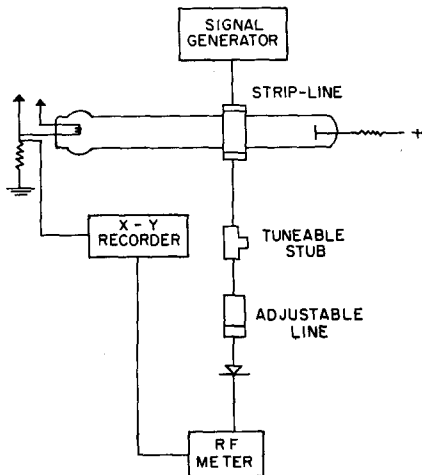 SIGNAL
GENERATOR
STRIP-LINE
+
X-Y
RECORDER
TUNEABLE
STUB
ADJUSTABLE
LINE
RF
METER